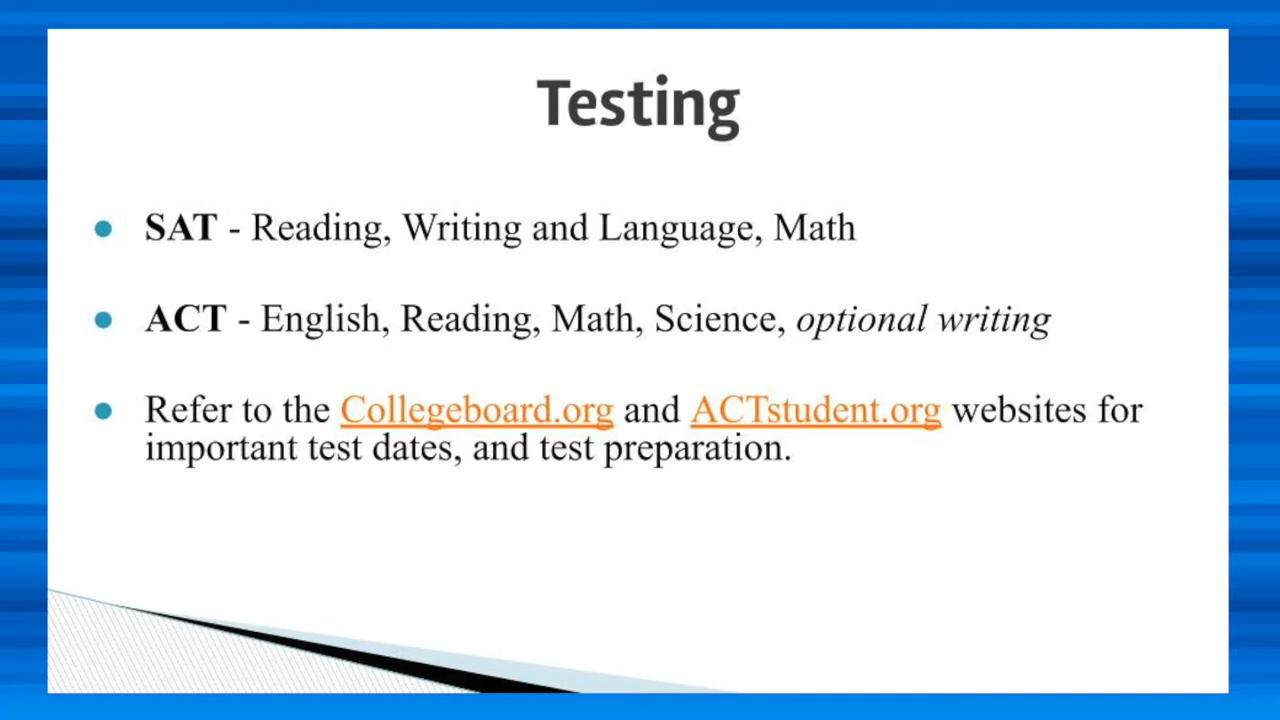 Testing
SAT - Reading, Writing and Language, Math
ACT - English, Reading, Math, Science, optional writing
Refer to the Collegeboard.org and ACTstudent.org websites for
important test dates, and test preparation.